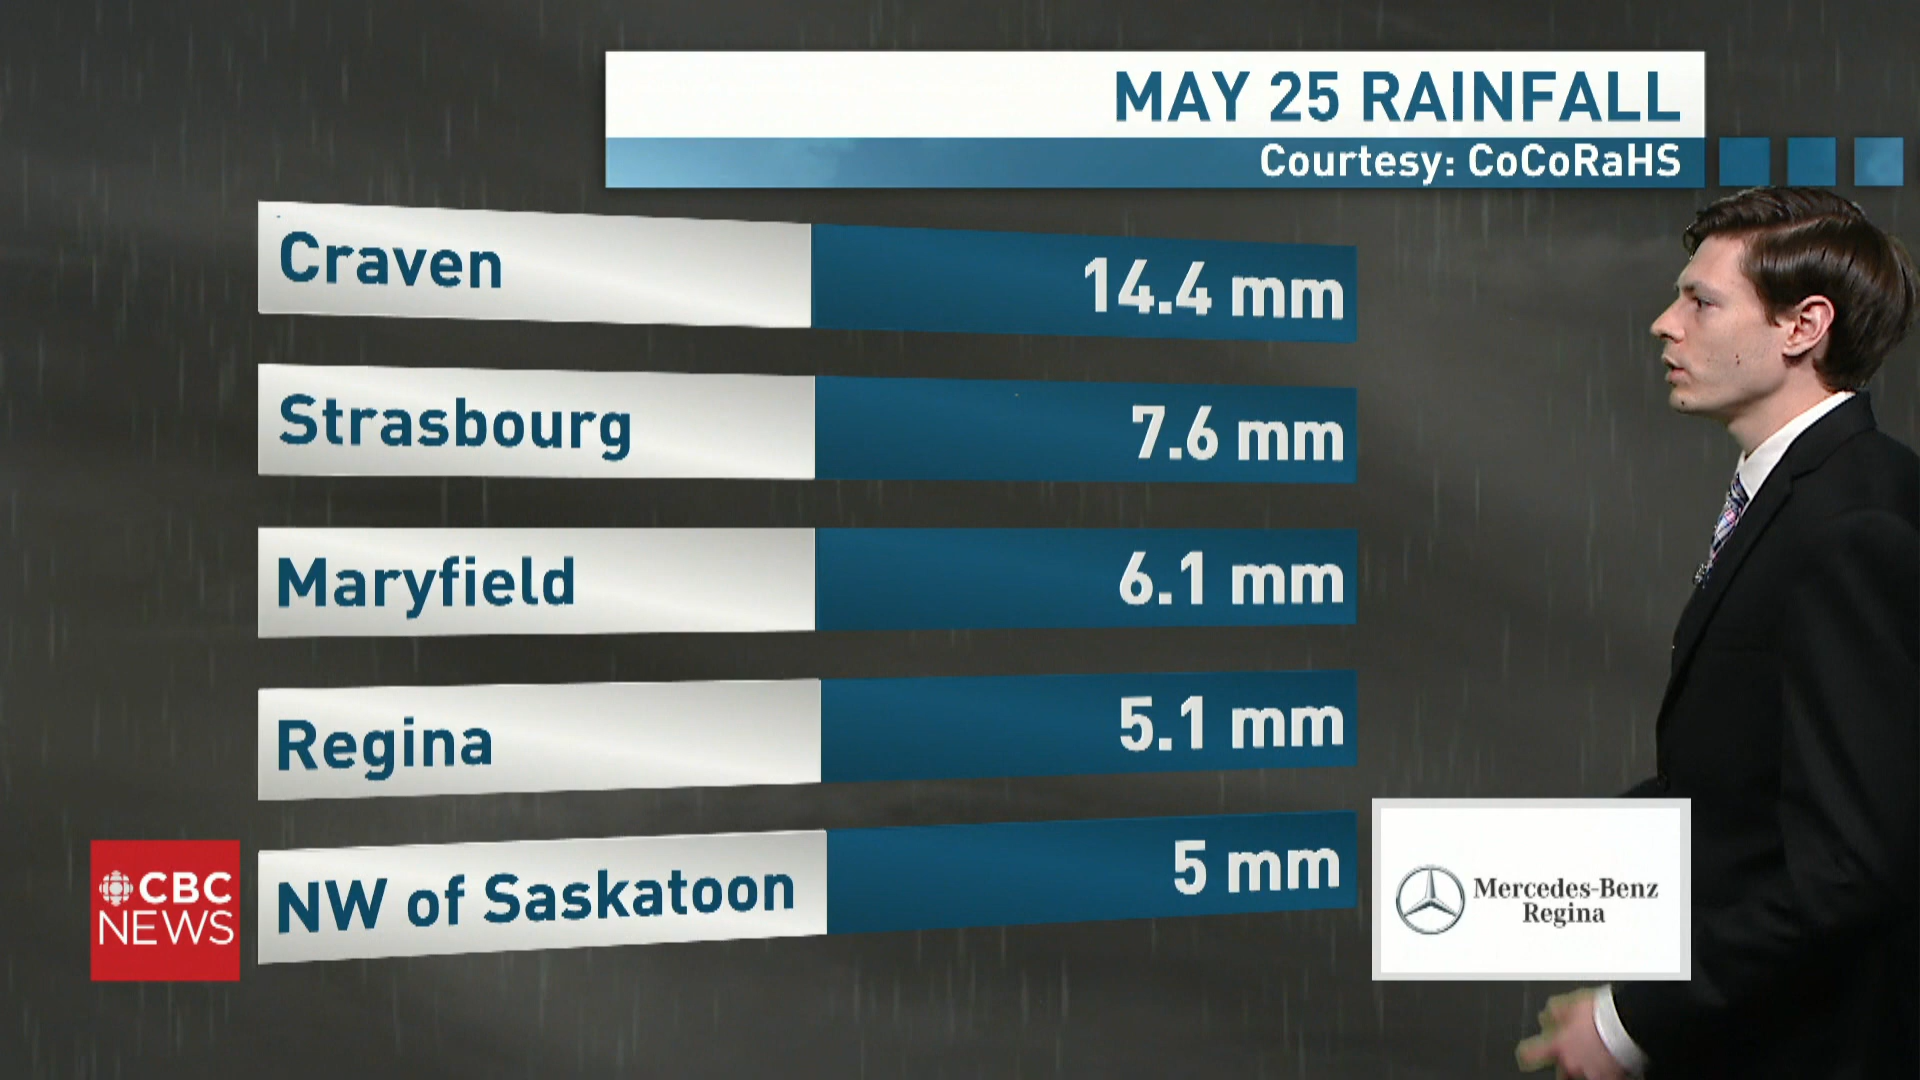 MAY 25 RAINFALL
Courtesy: CoCoRaHS
Craven 14.4 mm
Strasbourg 7.6 mm
Maryfield 6.1 mm
Regina 5.1 mm
NW of Saskatoon 5 mm
CBC
NEWS
Mercedes-Benz
Regina